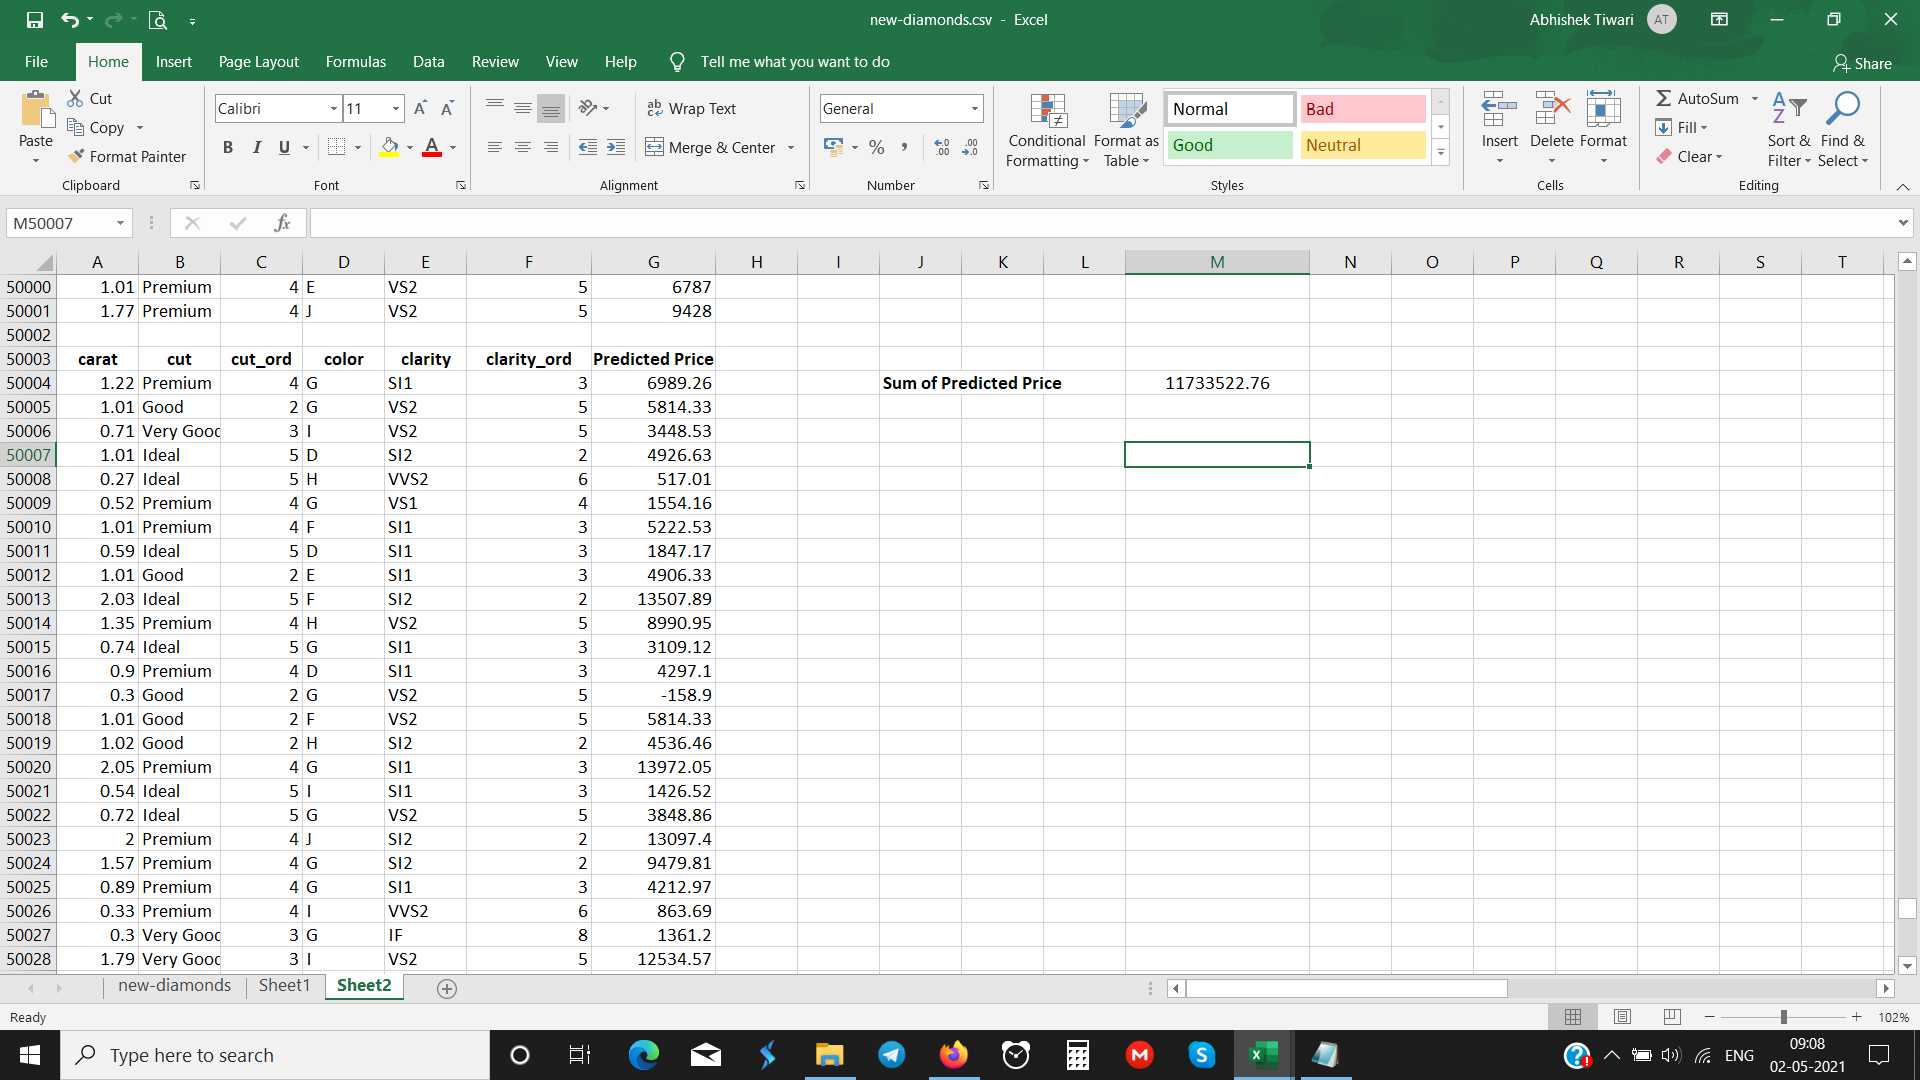 new-diamonds.csv - Excel
Abhishek Tiwari AT
File Home Insert Page Layout Formulas Data Review View Help Tell me what you want to do Share
Paste Cut Copy Format Painter Clipboard
Calibri 11 A A B I U A Font
ab Wrap Text Merge & Center Alignment
General % , Number
Conditional Formatting Format as Table Normal Bad Good Neutral Styles
Insert Delete Format Cells
AutoSum Fill Clear Sort & Filter Find & Select Editing
M50007 fx
A B C D E F G H I J K L M N O P Q R S T
50000 1.01 Premium 4 E VS2 5 6787
50001 1.77 Premium 4 J VS2 5 9428
50002
50003 carat cut cut_ord color clarity clarity_ord Predicted Price
50004 1.22 Premium 4 G SI1 3 6989.26 Sum of Predicted Price 11733522.76
50005 1.01 Good 2 G VS2 5 5814.33
50006 0.71 Very Good 3 I VS2 5 3448.53
50007 1.01 Ideal 5 D SI2 2 4926.63
50008 0.27 Ideal 5 H VVS2 6 517.01
50009 0.52 Premium 4 G VS1 4 1554.16
50010 1.01 Premium 4 F SI1 3 5222.53
50011 0.59 Ideal 5 D SI1 3 1847.17
50012 1.01 Good 2 E SI1 3 4906.33
50013 2.03 Ideal 5 F SI2 2 13507.89
50014 1.35 Premium 4 H VS2 5 8990.95
50015 0.74 Ideal 5 G SI1 3 3109.12
50016 0.9 Premium 4 D SI1 3 4297.1
50017 0.3 Good 2 G VS2 5 -158.9
50018 1.01 Good 2 F VS2 5 5814.33
50019 1.02 Good 2 H SI2 2 4536.46
50020 2.05 Premium 4 G SI1 3 13972.05
50021 0.54 Ideal 5 I SI1 3 1426.52
50022 0.72 Ideal 5 G VS2 5 3848.86
50023 2 Premium 4 J SI2 2 13097.4
50024 1.57 Premium 4 G SI2 2 9479.81
50025 0.89 Premium 4 G SI1 3 4212.97
50026 0.33 Premium 4 I VVS2 6 863.69
50027 0.3 Very Good 3 G IF 8 1361.2
50028 1.79 Very Good 3 I VS2 5 12534.57
new-diamonds Sheet1 Sheet2
Ready 102%
Type here to search ENG 09:08
02-05-2021